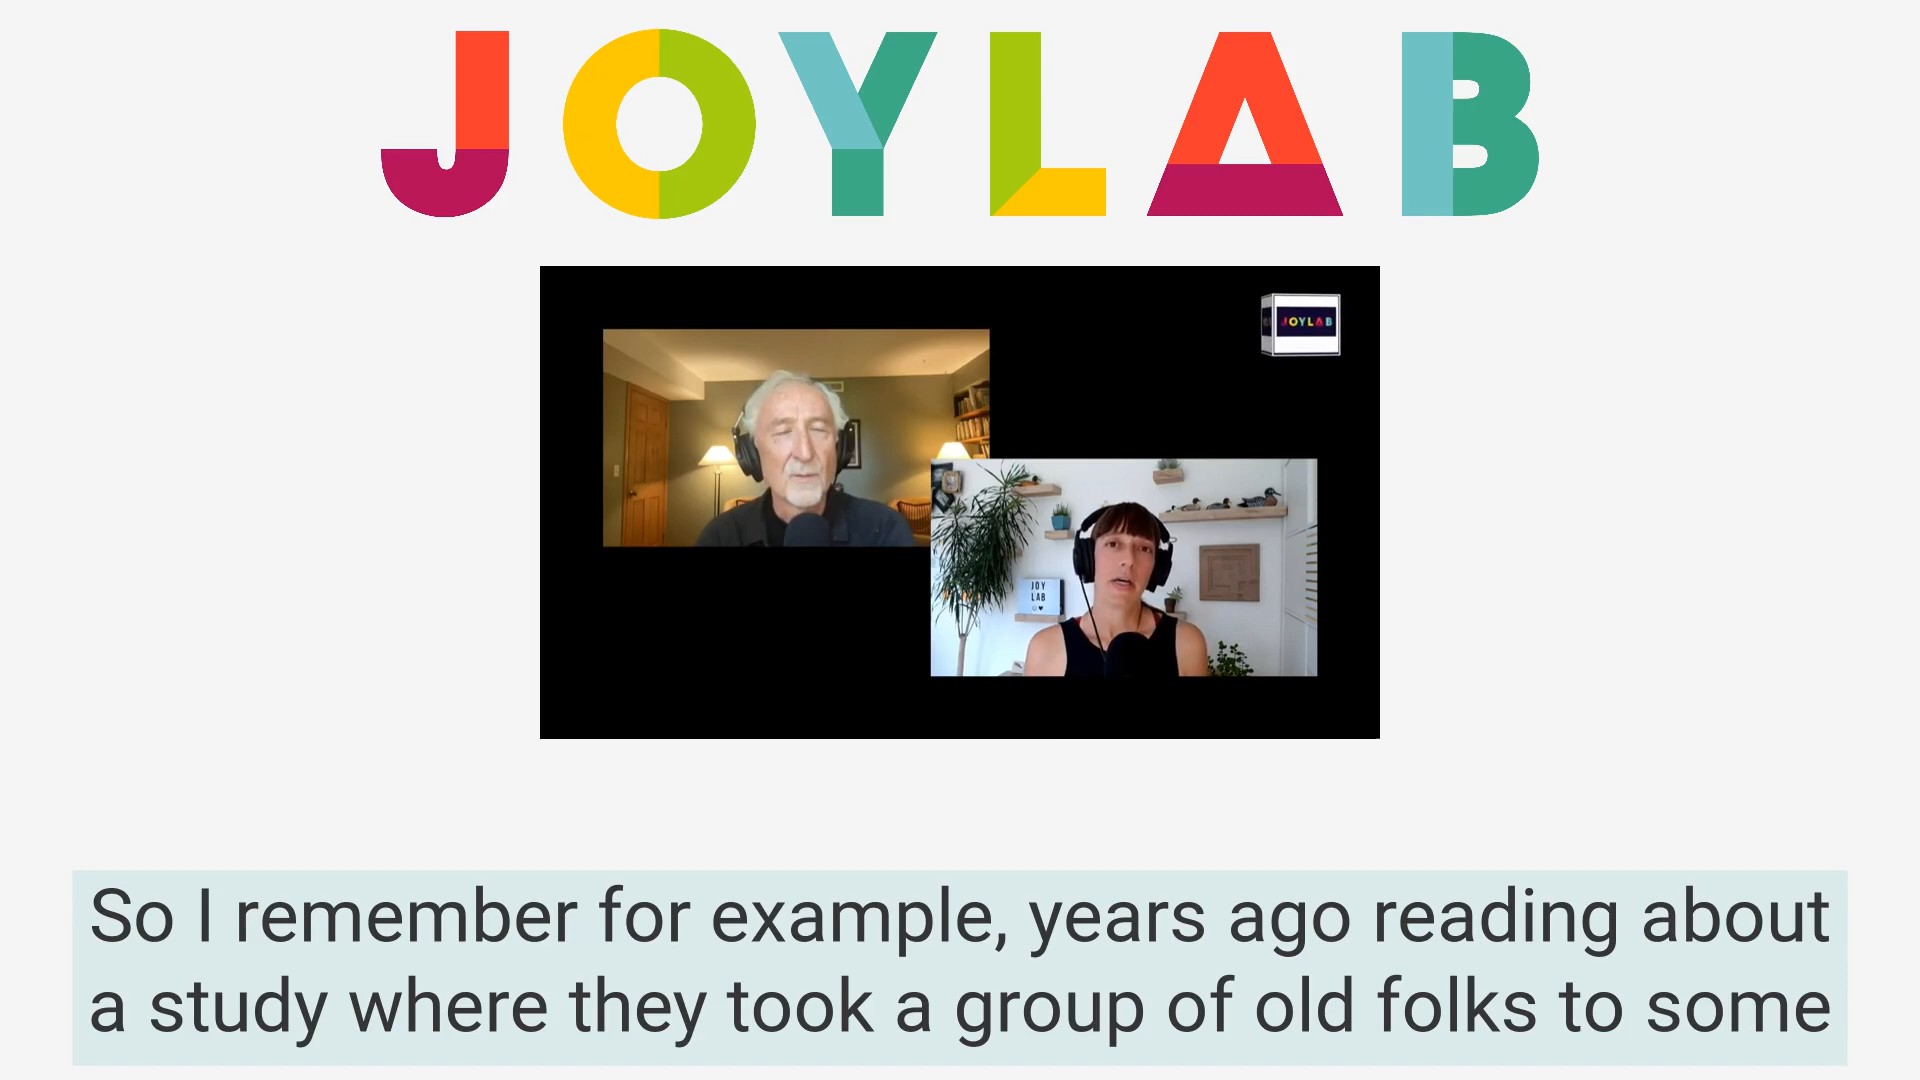 JOYLAB
JOYLAB
JOY
LAB
So I remember for example, years ago reading about
a study where they took a group of old folks to some